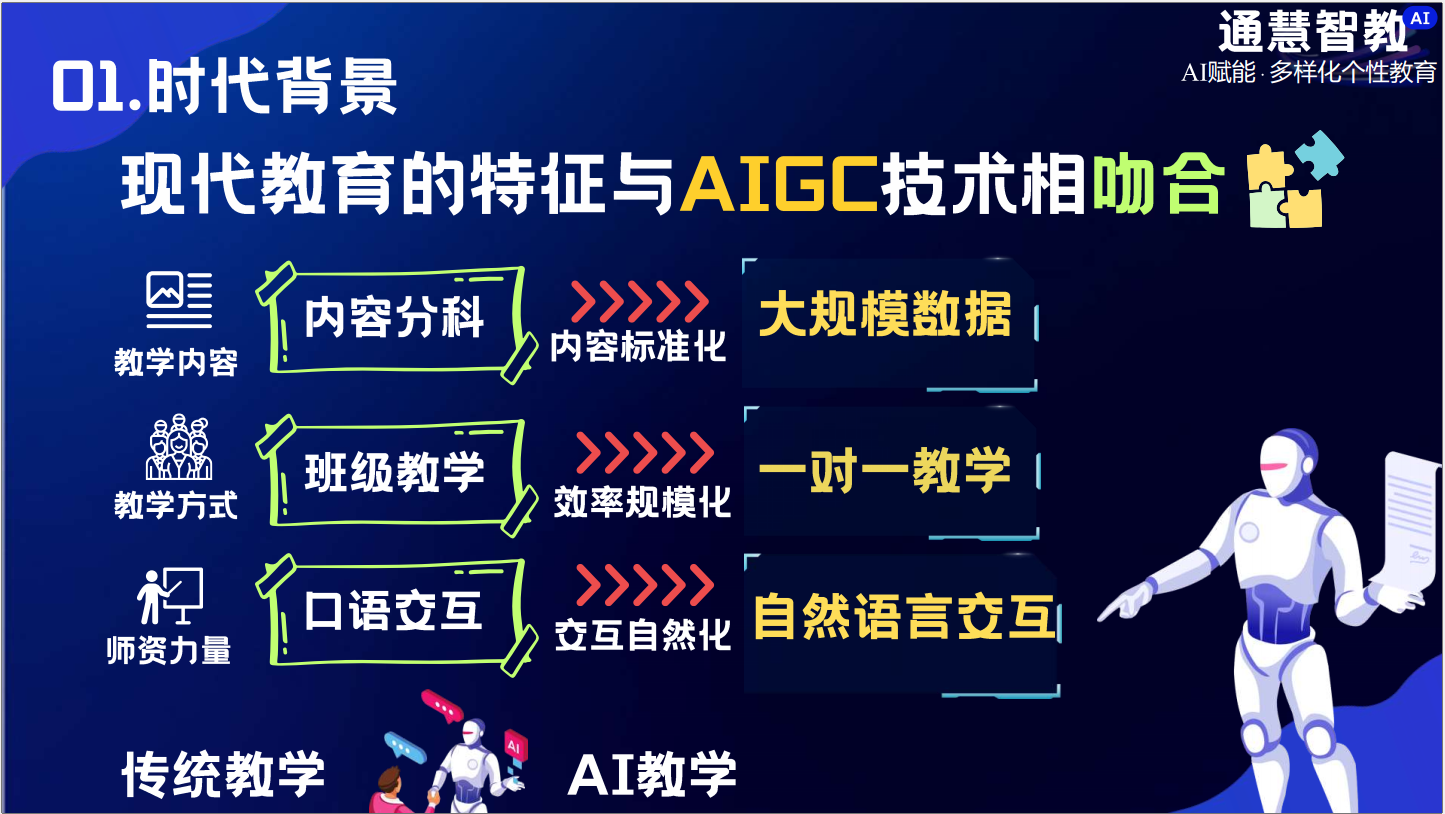 通慧智教 AI
AI赋能 · 多样化个性教育
01.时代背景
现代教育的特征与AIGC技术相吻合
教学内容
内容分科
内容标准化
大规模数据
教学方式
班级教学
效率规模化
一对一教学
师资力量
口语交互
交互自然化
自然语言交互
传统教学
AI
AI教学